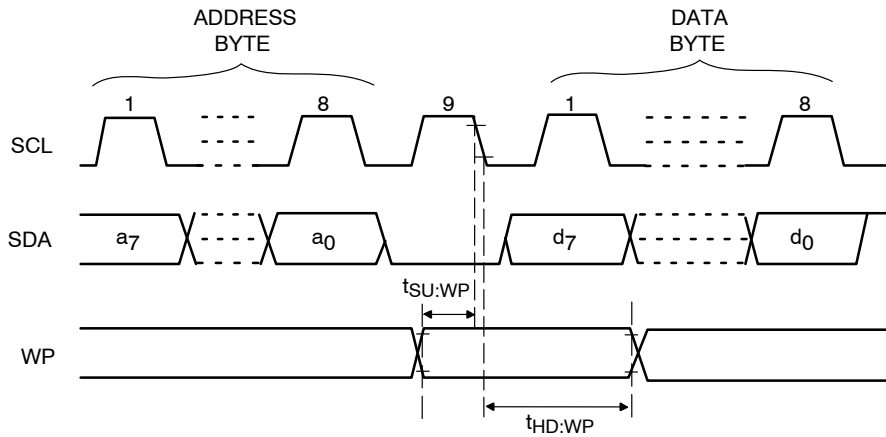 ADDRESS
BYTE
DATA
BYTE
1
8
9
1
8
SCL
SDA
a7
a0
d7
d0
tSU:WP
WP
tHD:WP